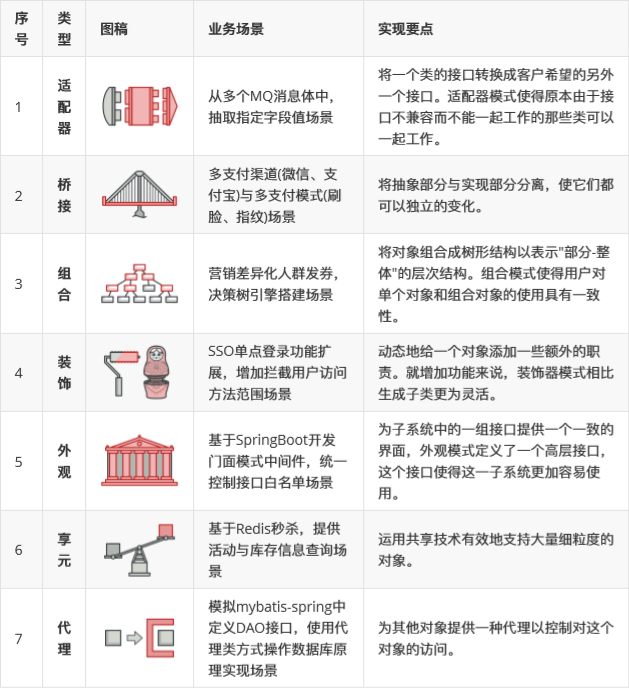 序
号
类
型
图稿
业务场景
实现要点
1
适
配
器
从多个MQ消息体中，
抽取指定字段值场景
将一个类的接口转换成客户希望的另外
一个接口。适配器模式使得原本由于接
口不兼容而不能一起工作的那些类可以
一起工作。
2
桥
接
多支付渠道(微信、支
付宝)与多支付模式(刷
脸、指纹)场景
将抽象部分与实现部分分离，使它们都
可以独立的变化。
3
组
合
营销差异化人群发券，
决策树引擎搭建场景
将对象组合成树形结构以表示"部分-整
体"的层次结构。组合模式使得用户对
单个对象和组合对象的使用具有一致
性。
4
装
饰
SSO单点登录功能扩
展，增加拦截用户访问
方法范围场景
动态地给一个对象添加一些额外的职
责。就增加功能来说，装饰器模式相比
生成子类更为灵活。
5
外
观
基于SpringBoot开发
门面模式中间件，统一
控制接口白名单场景
为子系统中的一组接口提供一个一致的
界面，外观模式定义了一个高层接口，
这个接口使得这一子系统更加容易使
用。
6
享
元
基于Redis秒杀，提供
活动与库存信息查询场
景
运用共享技术有效地支持大量细粒度的
对象。
7
代
理
模拟mybatis-spring中
定义DAO接口，使用代
理类方式操作数据库原
理实现场景
为其他对象提供一种代理以控制对这个
对象的访问。